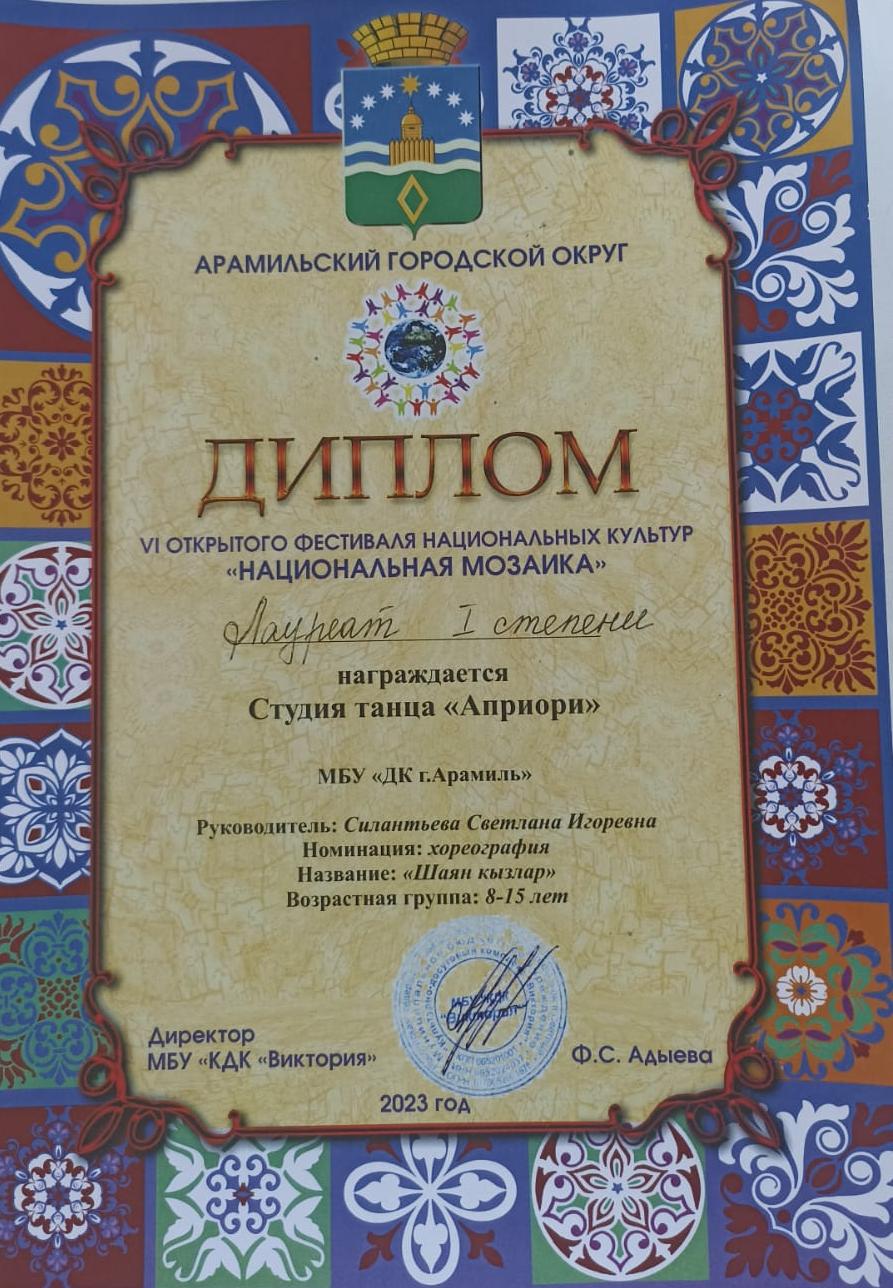 АРАМИЛЬСКИЙ ГОРОДСКОЙ ОКРУГ
ДИПЛОМ
VI ОТКРЫТОГО ФЕСТИВАЛЯ НАЦИОНАЛЬНЫХ КУЛЬТУР
«НАЦИОНАЛЬНАЯ МОЗАИКА»
Лауреат I степени
награждается
Студия танца «Априори»
МБУ «ДК г.Арамиль»
Руководитель: Силантьева Светлана Игоревна
Номинация: хореография
Название: «Шаян кызлар»
Возрастная группа: 8-15 лет
Директор
МБУ «КДК «Виктория»
Ф.С. Адыева
2023 год